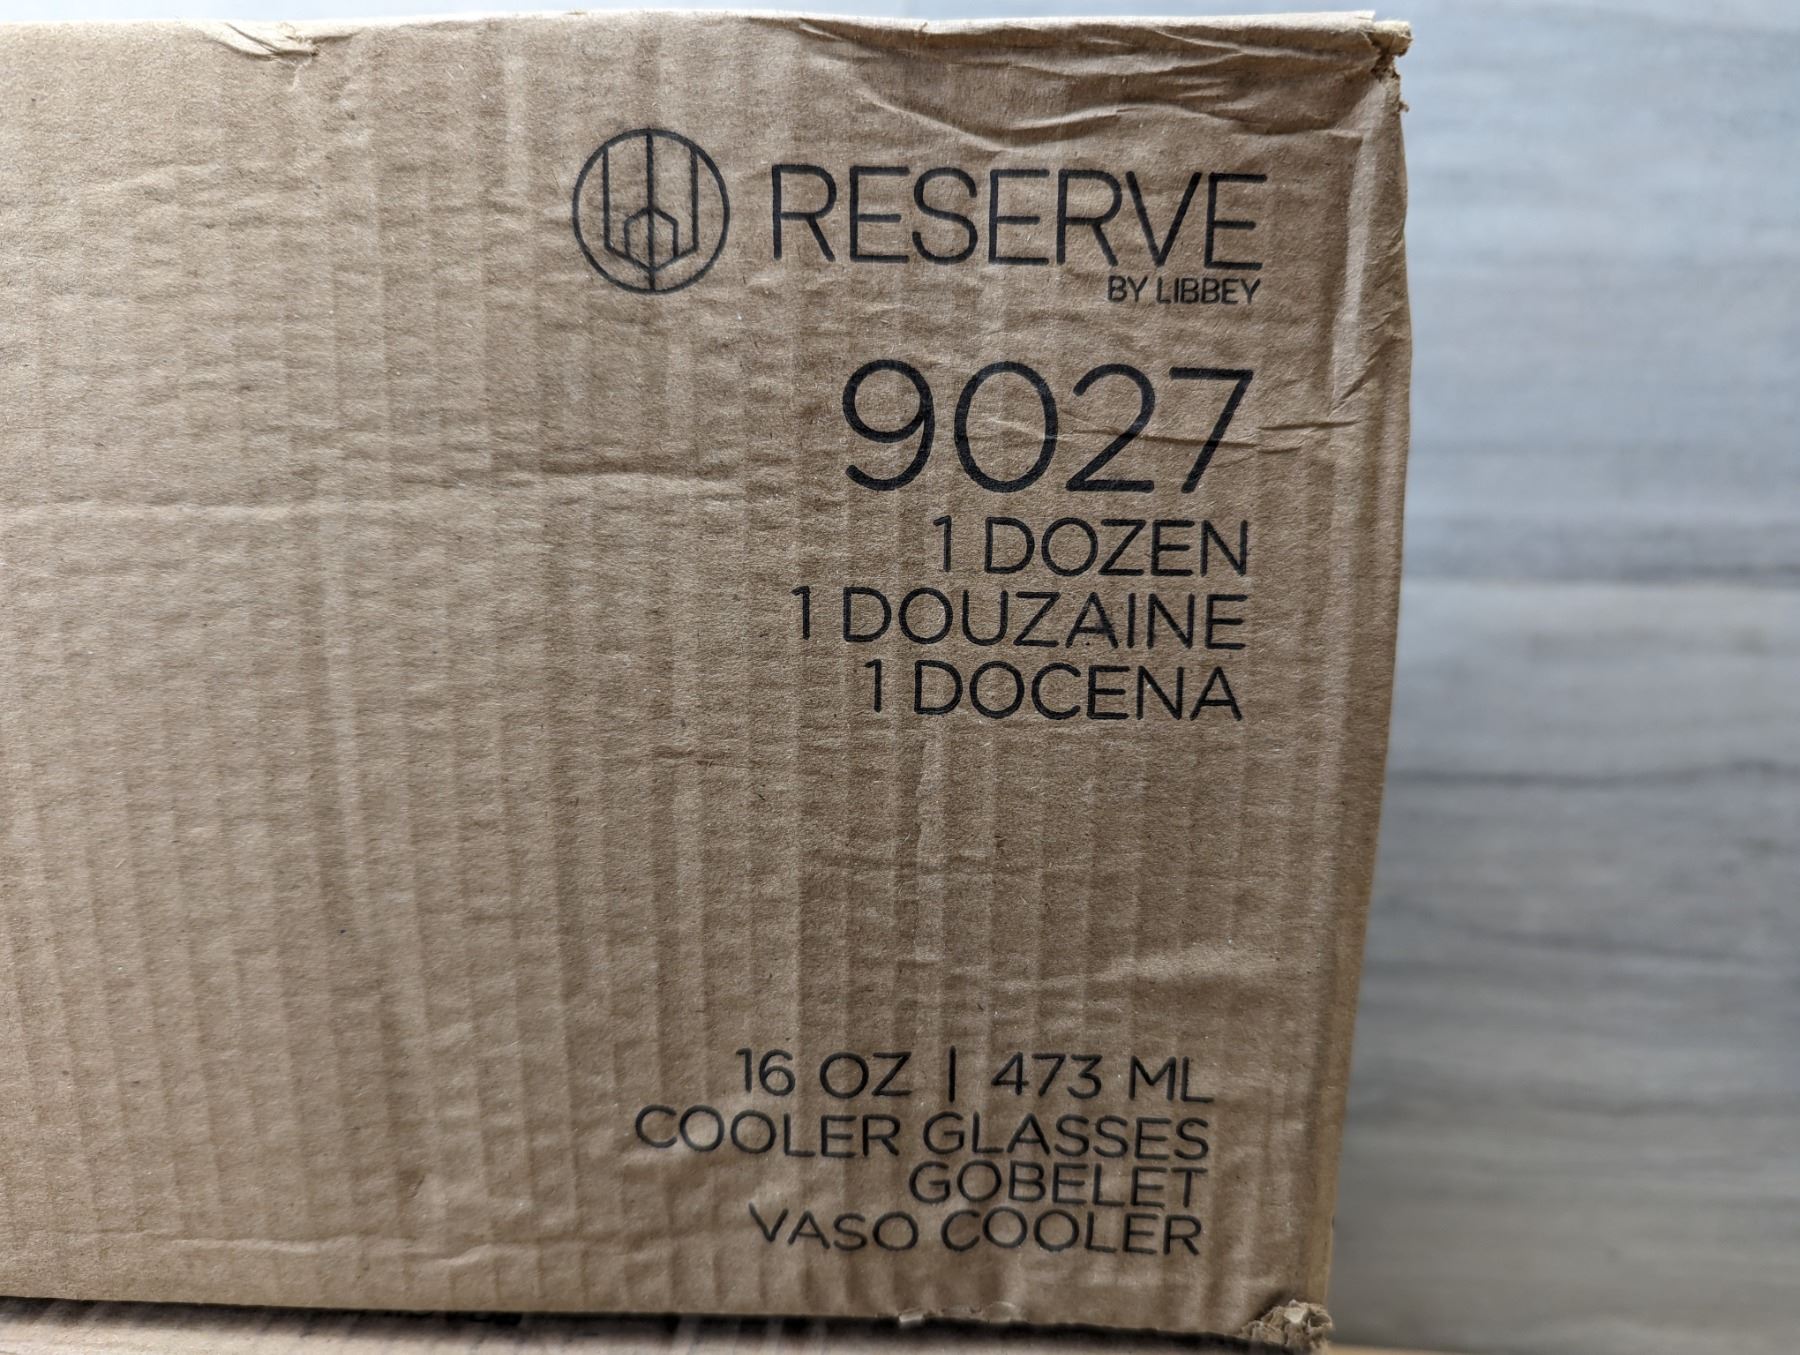 RESERVE
BY LIBBEY
9027
1 DOZEN
1 DOUZAINE
1 DOCENA
16 OZ | 473 ML
COOLER GLASSES
GOBELET
VASO COOLER